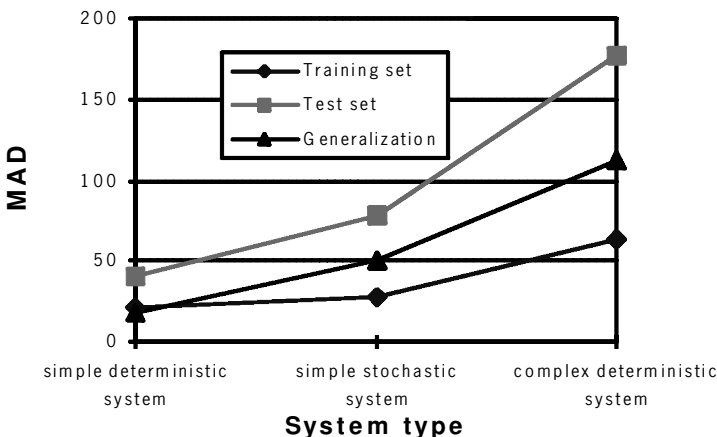 200
150
100
50
0
MAD
Training set
Test set
Generalization
simple deterministic
system
simple stochastic
system
complex deterministic
system
System type